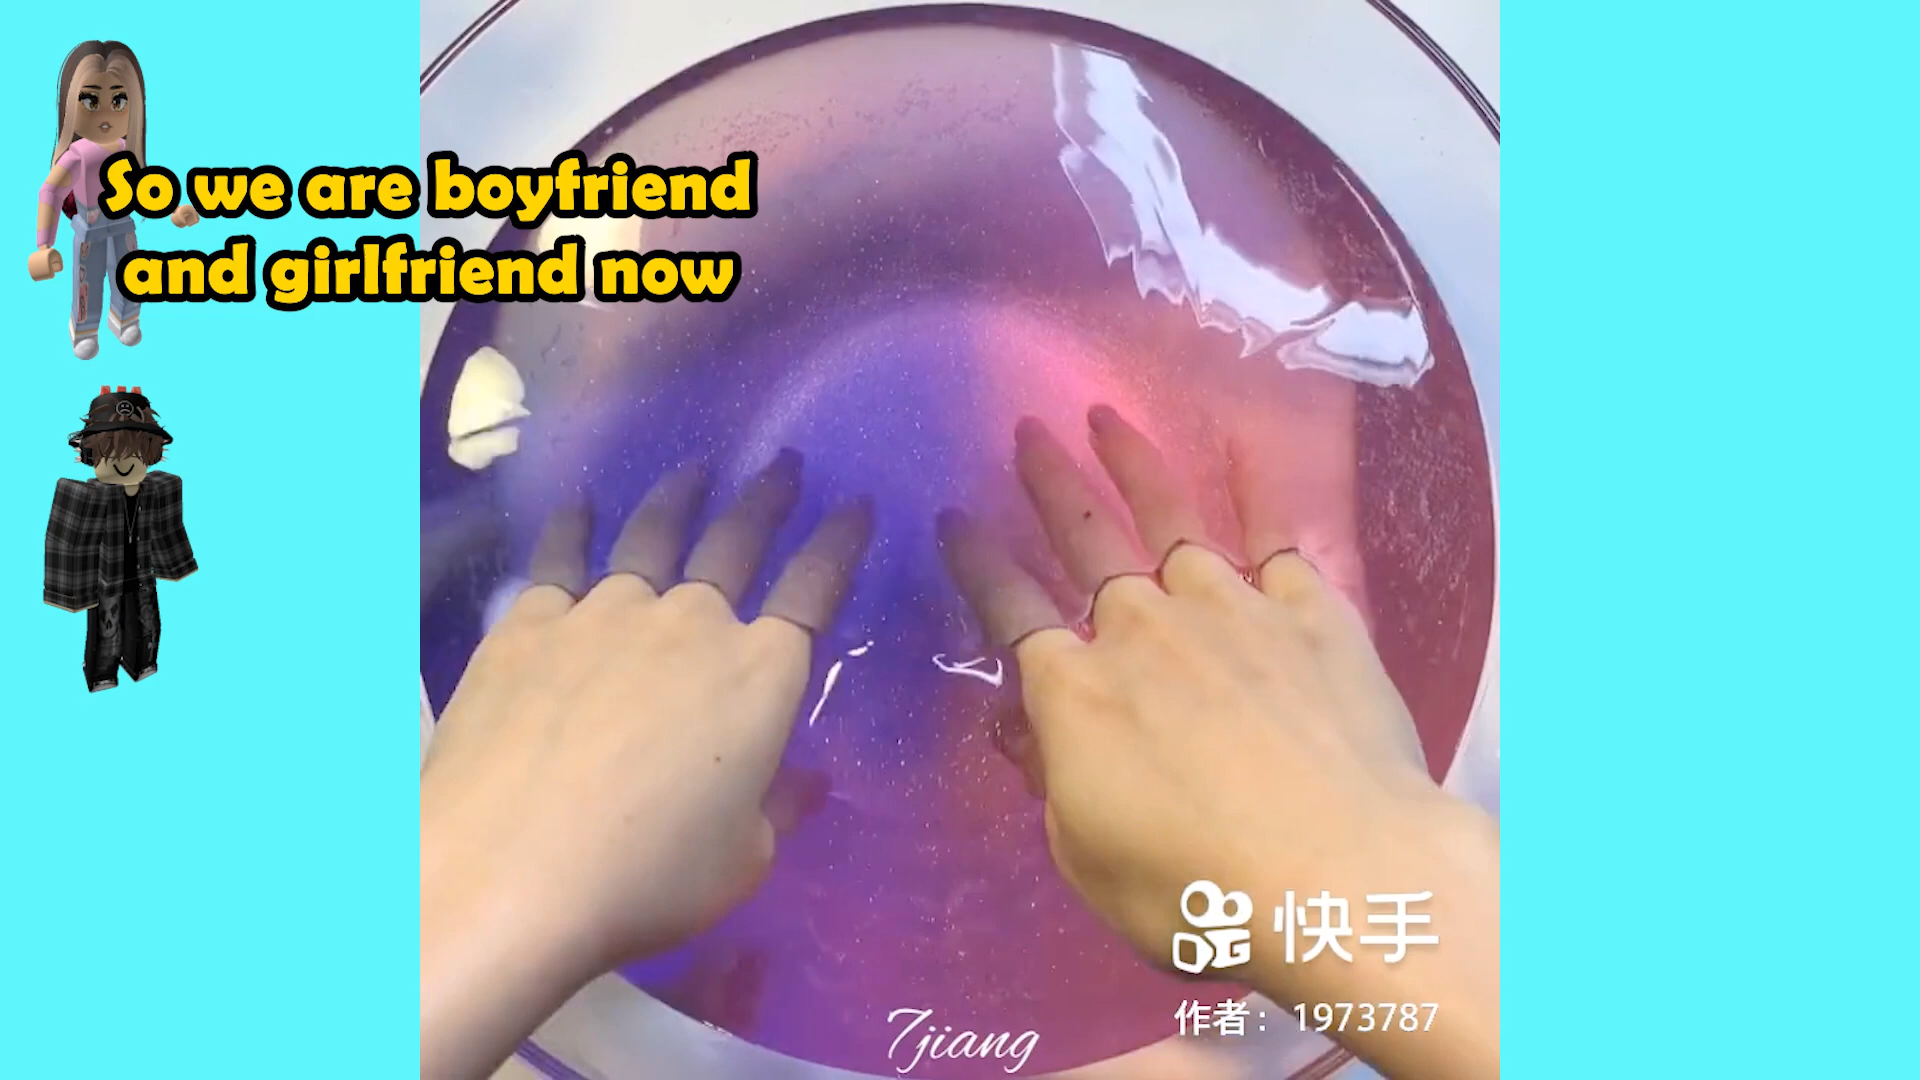 So we are boyfriend
and girlfriend now
快手
作者：1973787
7jiang